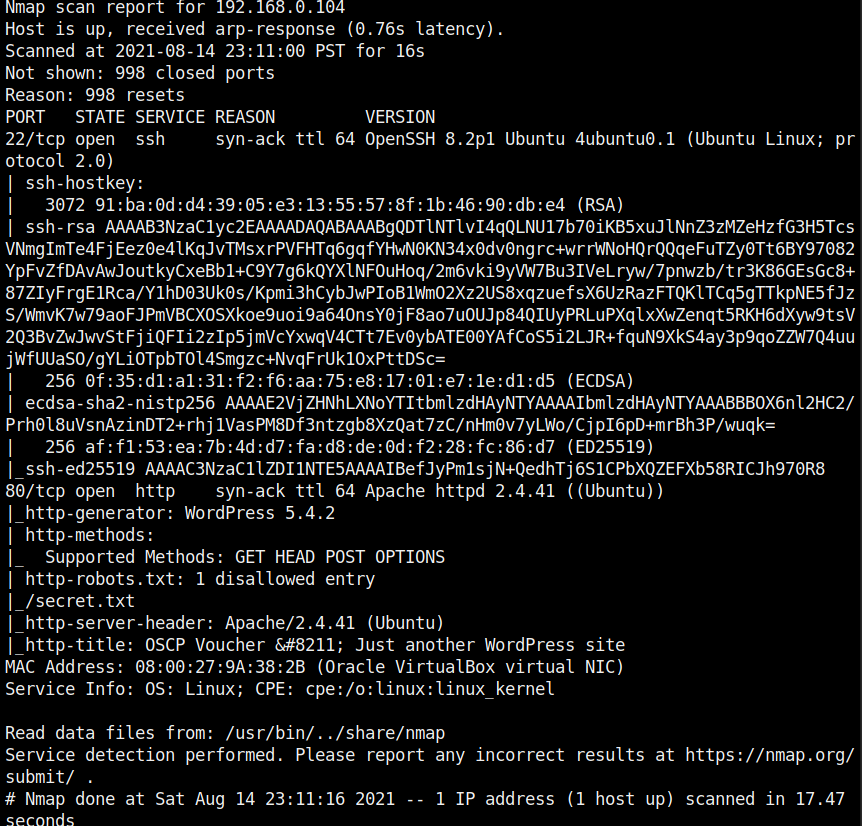 Nmap scan report for 192.168.0.104
Host is up, received arp-response (0.76s latency).
Scanned at 2021-08-14 23:11:00 PST for 16s
Not shown: 998 closed ports
Reason: 998 resets
PORT   STATE SERVICE REASON         VERSION
22/tcp open  ssh     syn-ack ttl 64 OpenSSH 8.2p1 Ubuntu 4ubuntu0.1 (Ubuntu Linux; pr
otocol 2.0)
| ssh-hostkey:
|   3072 91:ba:0d:d4:39:05:e3:13:55:57:8f:1b:46:90:db:e4 (RSA)
| ssh-rsa AAAAB3NzaC1yc2EAAAADAQABAAABgQDTlNTlvI4qQLNU17b70iKB5xuJlNnZ3zMZeHzfG3H5Tcs
VNmgImTe4FjEez0e4lKqJvTMsxrPVFHTq6gqfYHwN0KN34x0dv0ngrc+wrrWNoHQrQQqeFuTZy0Tt6BY97082
YpFvZfDAvAwJoutkyCxeBb1+C9Y7g6kQYXlNFOuHoq/2m6vki9yVW7Bu3IVeLryw/7pnwzb/tr3K86GEsGc8+
87ZIyFrgE1Rca/Y1hD03Uk0s/Kpmi3hCybJwPIoB1WmO2Xz2US8xqzuefsX6UzRazFTQKlTCq5gTTkpNE5fJz
S/WmvK7w79aoFJPmVBCXOSXkoe9uoi9a64OnsY0jF8ao7uOUJp84QIUyPRLuPXqlxXwZenqt5RKH6dXyw9tsV
2Q3BvZwJwvStFjiQFIi2zIp5jmVcYxwqV4CTt7Ev0ybATE00YAfCoS5i2LJR+fquN9XkS4ay3p9qoZZW7Q4uu
jWfUUaSO/gYLiOTpbTOl4Smgzc+NvqFrUk1OxPttDSc=
|   256 0f:35:d1:a1:31:f2:f6:aa:75:e8:17:01:e7:1e:d1:d5 (ECDSA)
| ecdsa-sha2-nistp256 AAAAE2VjZHNhLXNoYTItbmlzdHAyNTYAAAAIbmlzdHAyNTYAAABBBOX6nl2HC2/
Prh0l8uVsnAzinDT2+rhj1VasPM8Df3ntzgb8XzQat7zC/nHm0v7yLWo/CjpI6pD+mrBh3P/wuqk=
|   256 af:f1:53:ea:7b:4d:d7:fa:d8:de:0d:f2:28:fc:86:d7 (ED25519)
|_ssh-ed25519 AAAAC3NzaC1lZDI1NTE5AAAAIBefJyPm1sjN+QedhTj6S1CPbXQZEFXb58RICJh970R8
80/tcp open  http    syn-ack ttl 64 Apache httpd 2.4.41 ((Ubuntu))
|_http-generator: WordPress 5.4.2
| http-methods:
|_  Supported Methods: GET HEAD POST OPTIONS
| http-robots.txt: 1 disallowed entry
|_/secret.txt
|_http-server-header: Apache/2.4.41 (Ubuntu)
|_http-title: OSCP Voucher &#8211; Just another WordPress site
MAC Address: 08:00:27:9A:38:2B (Oracle VirtualBox virtual NIC)
Service Info: OS: Linux; CPE: cpe:/o:linux:linux_kernel

Read data files from: /usr/bin/../share/nmap
Service detection performed. Please report any incorrect results at https://nmap.org/
submit/ .
# Nmap done at Sat Aug 14 23:11:16 2021 -- 1 IP address (1 host up) scanned in 17.47
seconds